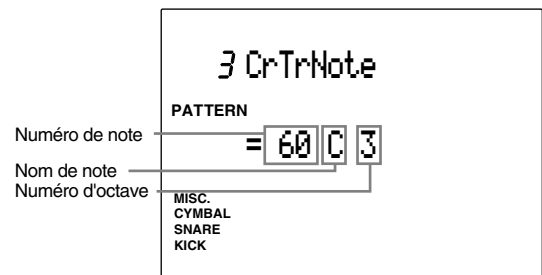 3 CrTrNote
PATTERN
Numéro de note
= 60 C 3
Nom de note
Numéro d'octave
MISC.
CYMBAL
SNARE
KICK